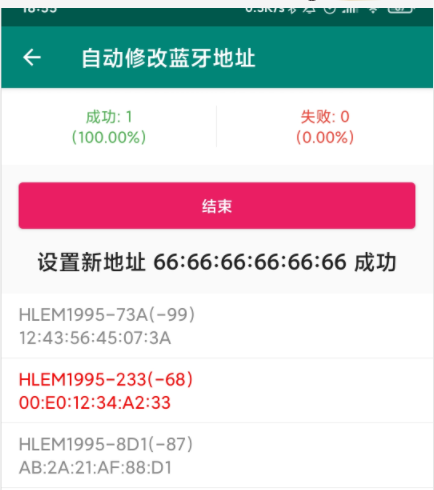 自动修改蓝牙地址
成功: 1
(100.00%)
失败: 0
(0.00%)
结束
设置新地址 66:66:66:66:66:66 成功
HLEM1995-73A(-99)
12:43:56:45:07:3A
HLEM1995-233(-68)
00:E0:12:34:A2:33
HLEM1995-8D1(-87)
AB:2A:21:AF:88:D1